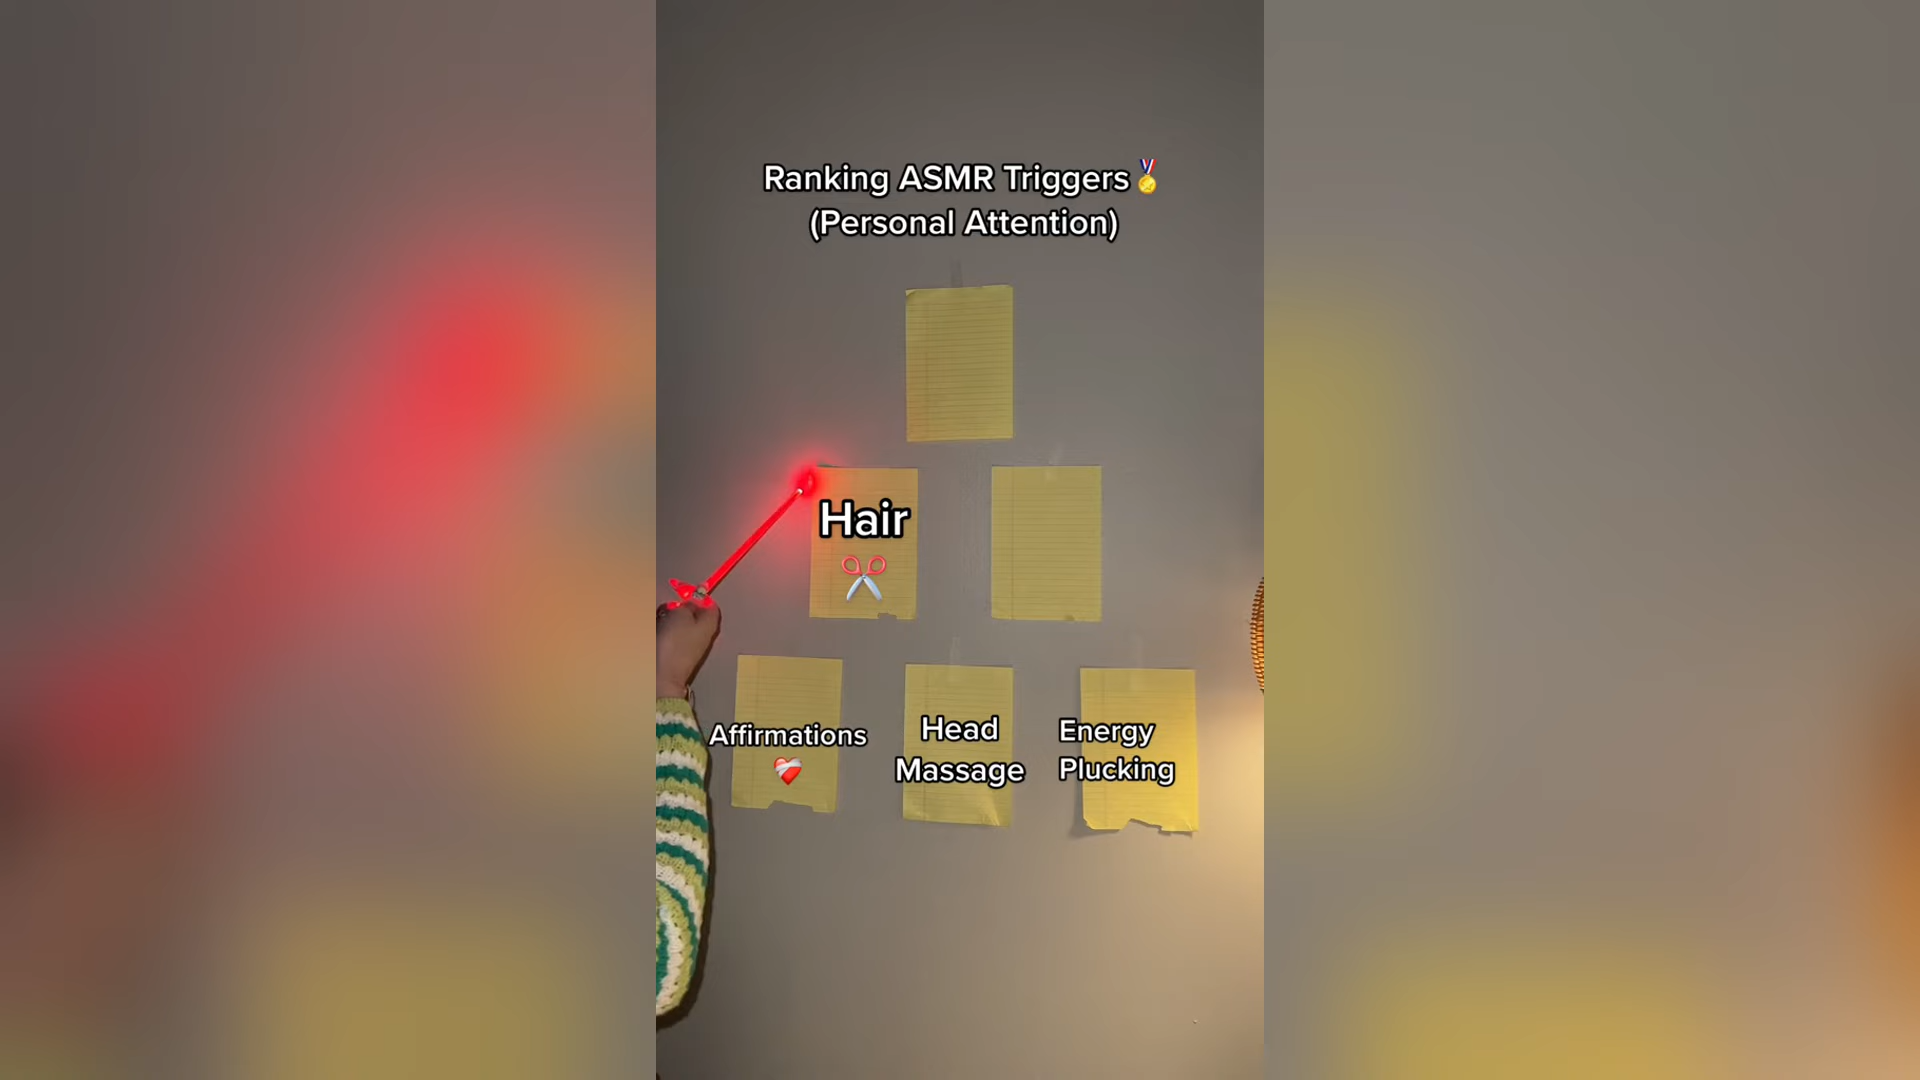 Ranking ASMR Triggers🏅
(Personal Attention)
Hair
✂️
Affirmations
❤️‍🩹
Head
Massage
Energy
Plucking